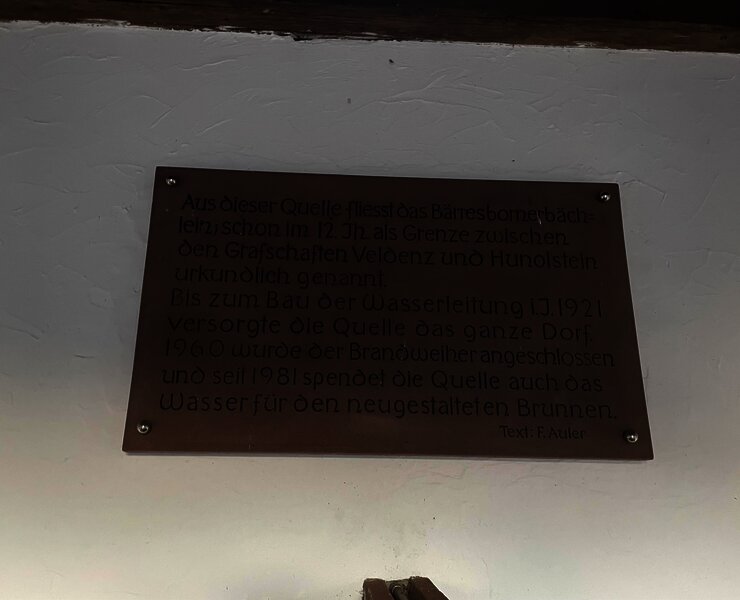 Aus dieser Quelle fliesst das Bärresbornerbäch=
lein, schon im 12. Jh. als Grenze zwischen
den Grafschaften Veldenz und Hunolstein
urkundlich genannt.
Bis zum Bau der Wasserleitung i.J. 1921
versorgte die Quelle das ganze Dorf.
1960 wurde der Brandweiher angeschlossen
und seit 1981 spendet die Quelle auch das
Wasser für den neugestalteten Brunnen.
Text: F. Auler